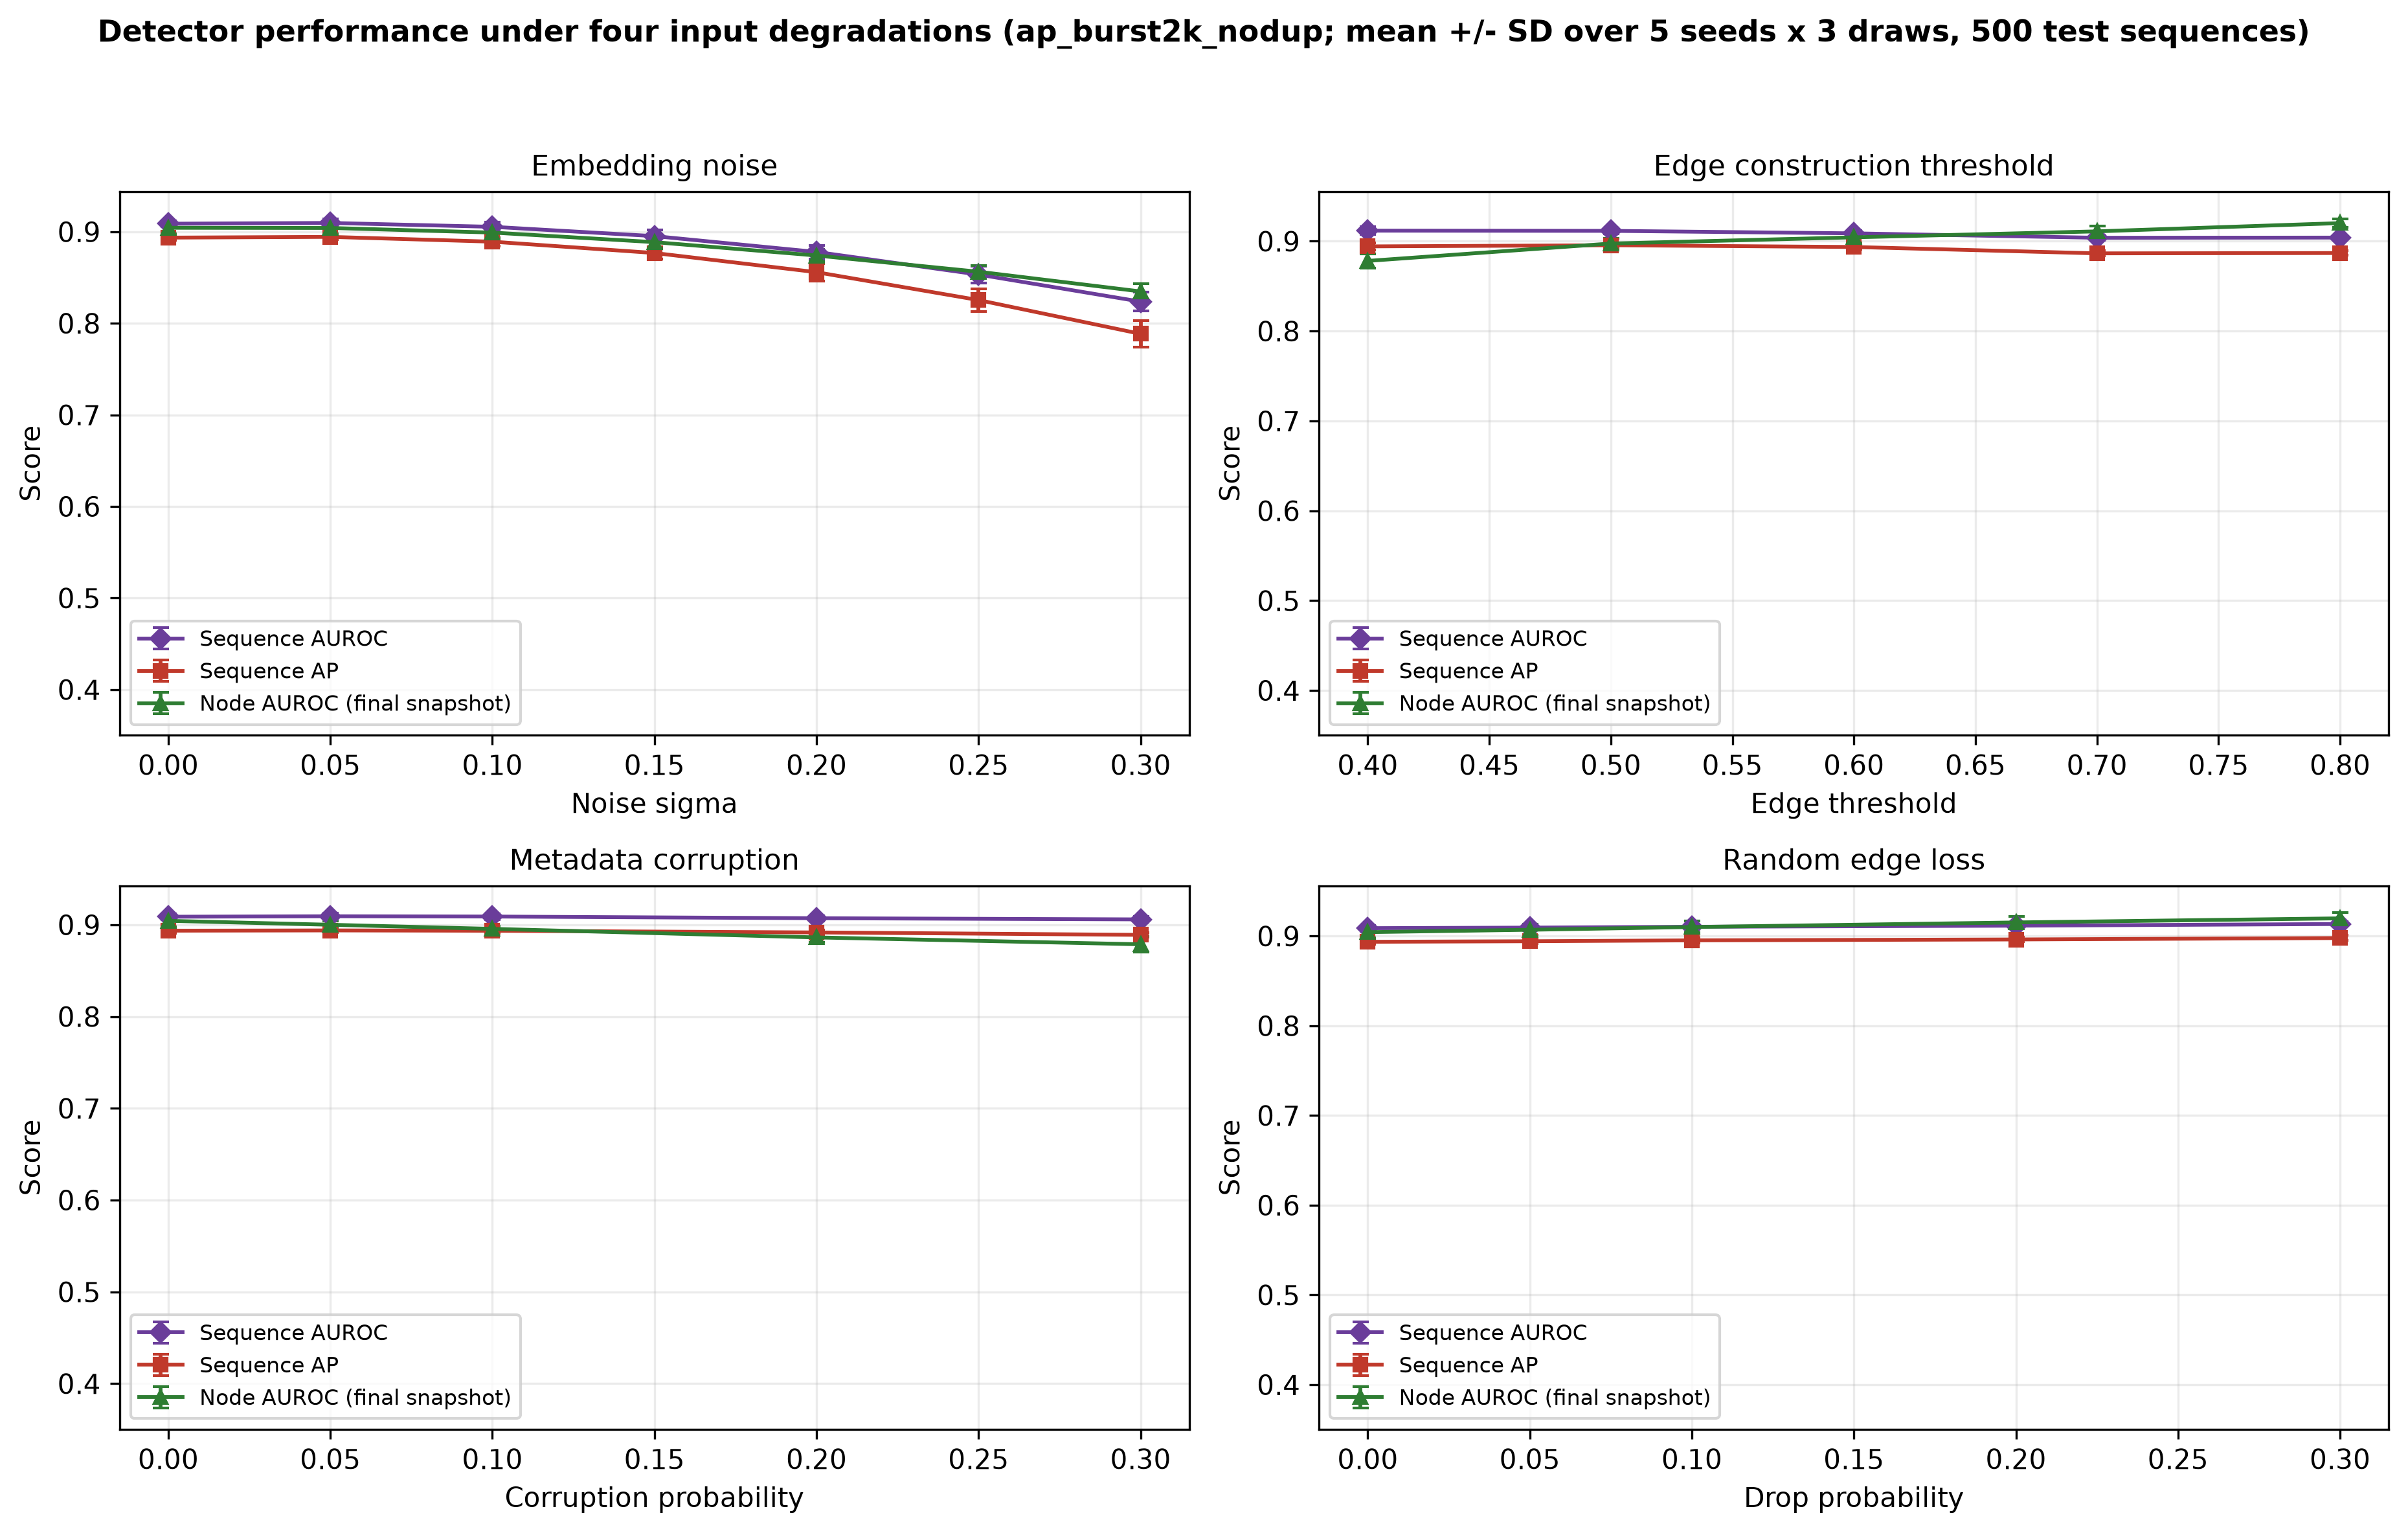 Detector performance under four input degradations (ap_burst2k_nodup; mean +/- SD over 5 seeds x 3 draws, 500 test sequences)
Embedding noise
Score
0.9
0.8
0.7
0.6
0.5
0.4
Sequence AUROC
Sequence AP
Node AUROC (final snapshot)
0.00 0.05 0.10 0.15 0.20 0.25 0.30
Noise sigma
Edge construction threshold
Score
0.9
0.8
0.7
0.6
0.5
0.4
Sequence AUROC
Sequence AP
Node AUROC (final snapshot)
0.40 0.45 0.50 0.55 0.60 0.65 0.70 0.75 0.80
Edge threshold
Metadata corruption
Score
0.9
0.8
0.7
0.6
0.5
0.4
Sequence AUROC
Sequence AP
Node AUROC (final snapshot)
0.00 0.05 0.10 0.15 0.20 0.25 0.30
Corruption probability
Random edge loss
Score
0.9
0.8
0.7
0.6
0.5
0.4
Sequence AUROC
Sequence AP
Node AUROC (final snapshot)
0.00 0.05 0.10 0.15 0.20 0.25 0.30
Drop probability